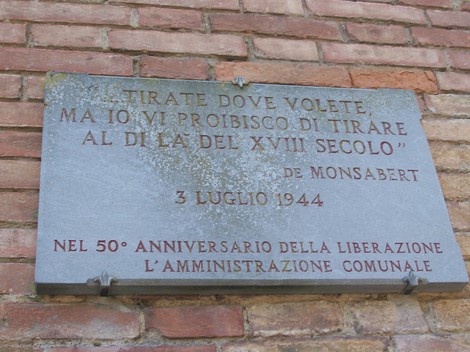 "TIRATE DOVE VOLETE,
MA IO VI PROIBISCO DI TIRARE
AL DI LÀ DEL XVIII SECOLO"
DE MONSABERT
3 LUGLIO 1944
NEL 50° ANNIVERSARIO DELLA LIBERAZIONE
L'AMMINISTRAZIONE COMUNALE